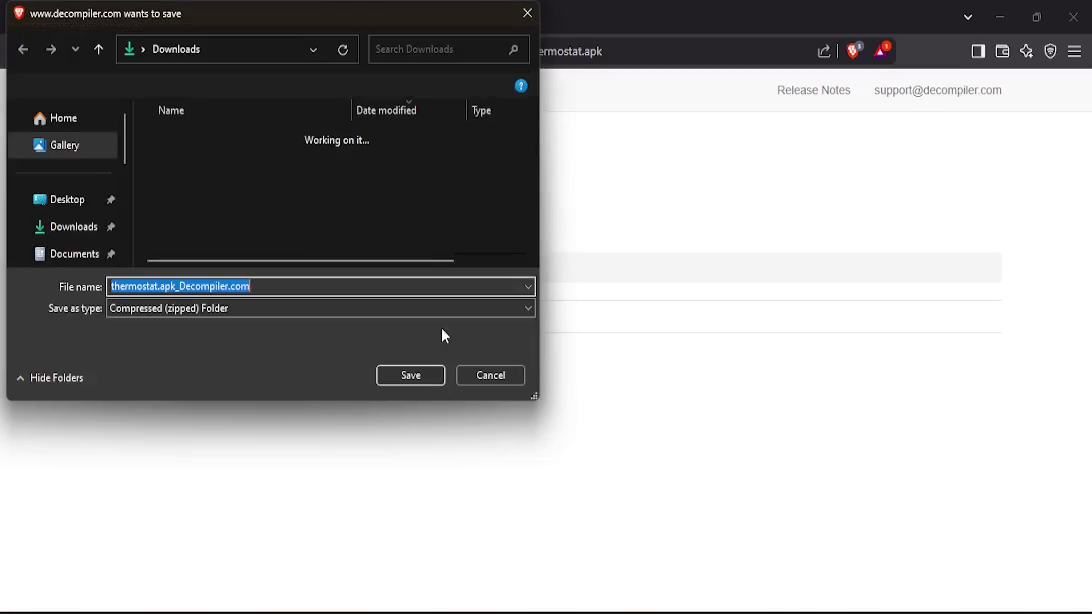 www.decompiler.com wants to save
Downloads
Search Downloads
ermostat.apk
1
Release Notes
support@decompiler.com
Name
Date modified
Type
Home
Working on it...
Gallery
Desktop
Downloads
Documents
File name:
thermostat.apk_Decompiler.com
Save as type:
Compressed (zipped) Folder
Hide Folders
Save
Cancel